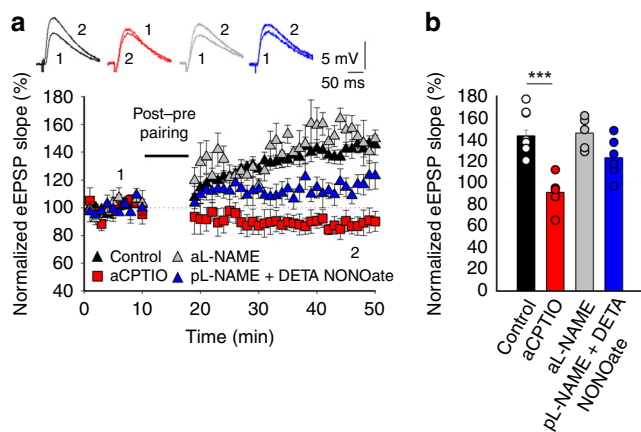 a
1 2
1 2
1 2
1 2
5 mV
50 ms
Normalized eEPSP slope (%)
180
160
140
120
100
80
60
40
Post–pre
pairing
1
2
Control
aL-NAME
aCPTIO
pL-NAME + DETA NONOate
0 10 20 30 40 50
Time (min)
b
Normalized eEPSP slope (%)
180
160
140
120
100
80
60
40
20
0
***
Control
aCPTIO
aL-NAME
pL-NAME + DETA
NONOate